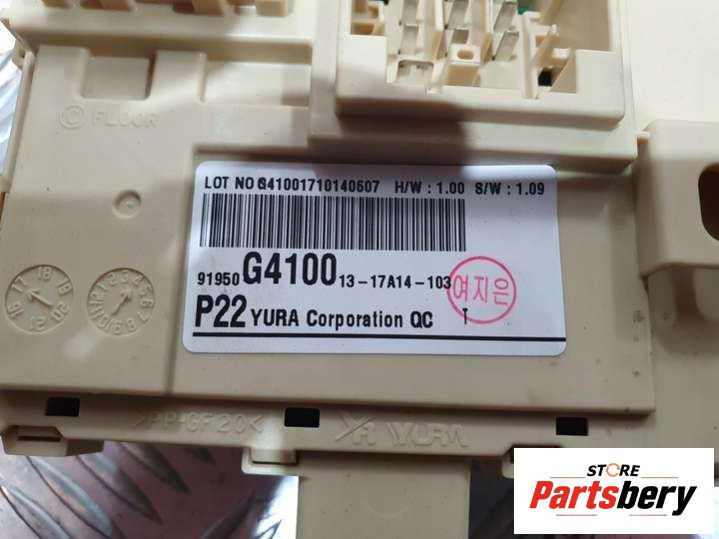 © FLOOR
LOT NO G41001710140607 H/W : 1.00 S/W : 1.09
91950 G4100 13-17A14-103
여지은
P22 YURA Corporation QC T
>PP-GF20< YURA
STORE
Partsbery